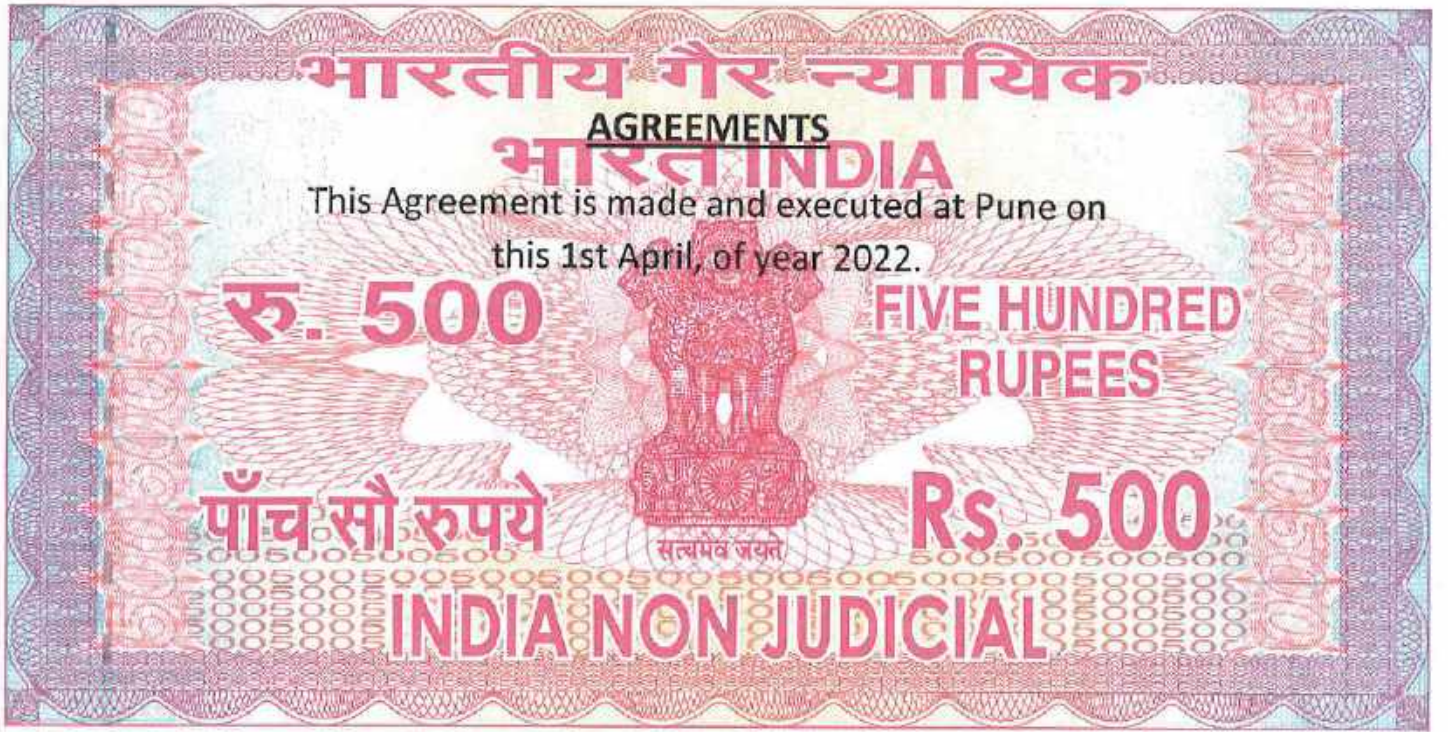 भारतीय गैर न्यायिक
AGREEMENTS
भारत INDIA
This Agreement is made and executed at Pune on
this 1st April, of year 2022.
रु. 500
FIVE HUNDRED
RUPEES
पाँच सौ रुपये
Rs. 500
सत्यमेव जयते
INDIA NON JUDICIAL